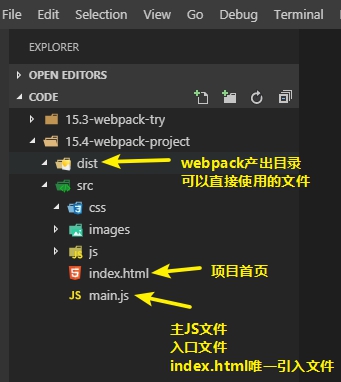 File Edit Selection View Go Debug Terminal
EXPLORER
OPEN EDITORS
CODE
15.3-webpack-try
15.4-webpack-project
dist
webpack产出目录
可以直接使用的文件
src
css
images
js
index.html
项目首页
JS main.js
主JS文件
入口文件
index.html唯一引入文件